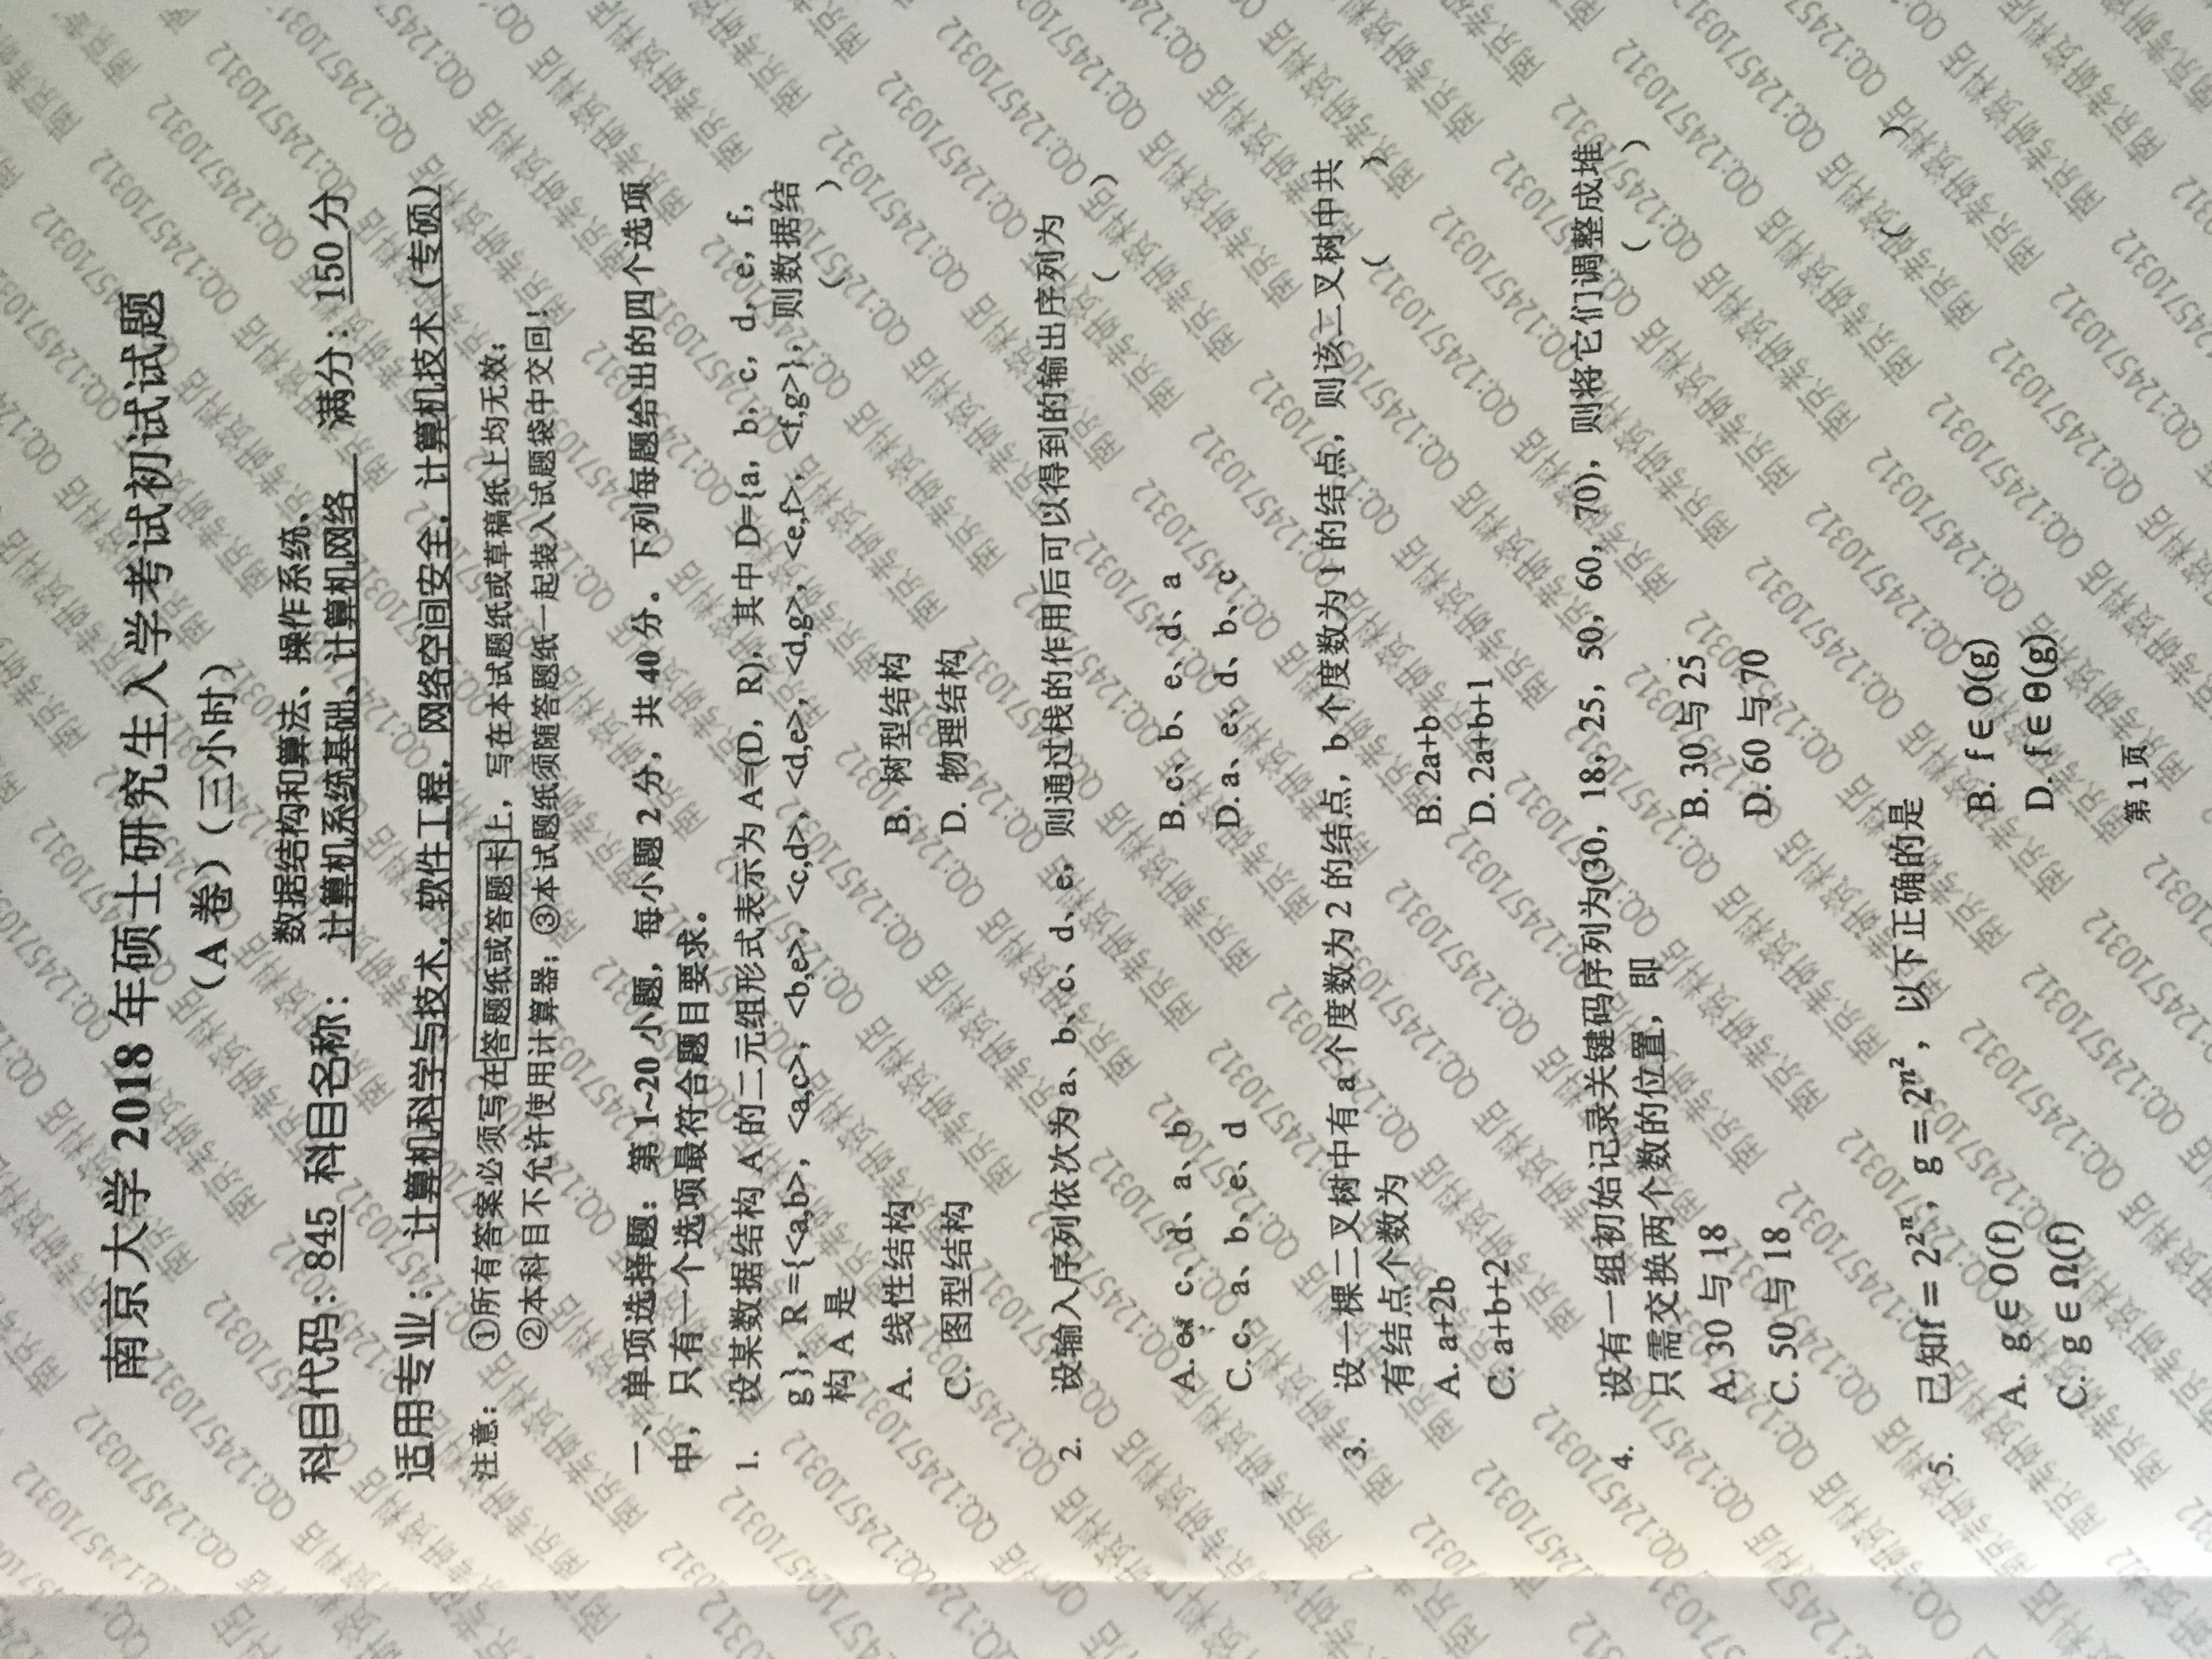 南京大学 2018 年硕士研究生入学考试初试试题
（A 卷）（三小时）
数据结构和算法、操作系统、
科目代码：845 科目名称：计算机系统基础、计算机网络 满分：150 分
适用专业：计算机科学与技术，软件工程，网络空间安全，计算机技术（专硕）
注意：①所有答案必须写在答题纸或答题卡上，写在本试题纸或草稿纸上均无效；
②本科目不允许使用计算器；③本试题纸须随答题纸一起装入试题袋中交回！
一、单项选择题：第 1~20 小题，每小题 2 分，共 40 分。下列每题给出的四个选项
中，只有一个选项最符合题目要求。
1. 设某数据结构 A 的二元组形式表示为 A=(D，R)，其中 D={a，b，c，d，e，f，
g }，R={<a,b>，<a,c>，<b,e>，<c,d>，<d,e>，<d,g>，<e,f>，<f,g>}，则数据结
构 A 是 （ ）
A. 线性结构 B. 树型结构
C. 图型结构 D. 物理结构
2. 设输入序列依次为 a、b、c、d、e，则通过栈的作用后可以得到的输出序列为
（ ）
A. e、c、d、a、b B. c、b、e、d、a
C. c、a、b、e、d D. a、e、d、b、c
3. 设一棵二叉树中有 a 个度数为 2 的结点，b 个度数为 1 的结点，则该二叉树中共
有结点个数为 （ ）
A. a+2b B. 2a+b
C. a+b+2 D. 2a+b+1
4. 设有一组初始记录关键码序列为(30，18，25，50，60，70)，则将它们调整成堆
只需交换两个数的位置，即 （ ）
A. 30 与 18 B. 30 与 25
C. 50 与 18 D. 60 与 70
5. 已知f = 2^{2^n}，g = 2^{n^2}，以下正确的是 （ ）
A. g ∈ O(f) B. f ∈ O(g)
C. g ∈ Ω(f) D. f ∈ Θ(g)
第 1 页
南京考研资料店 QQ:1245710312